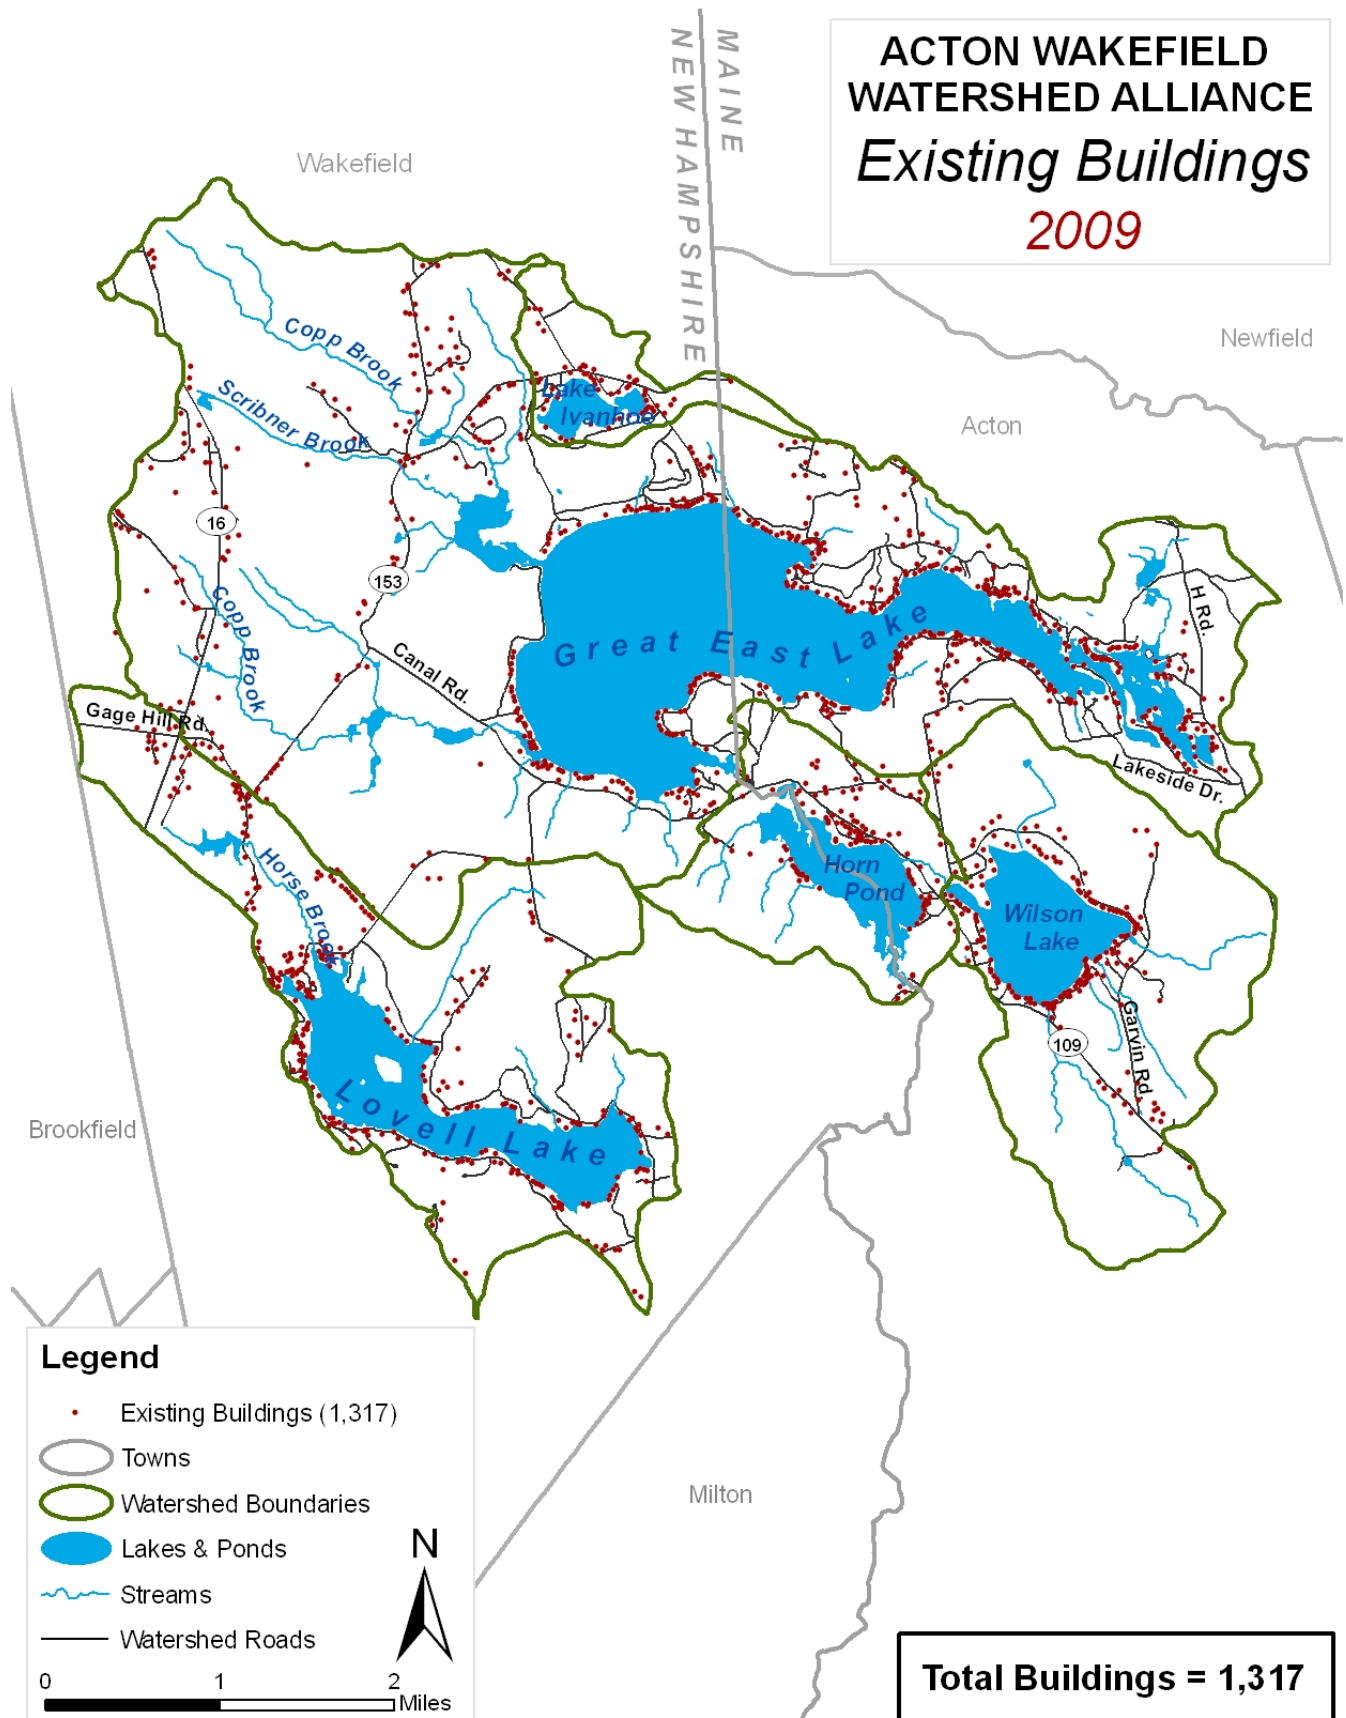 ACTON WAKEFIELD
WATERSHED ALLIANCE
Existing Buildings
2009
MAINE
NEW HAMPSHIRE
Wakefield
Newfield
Acton
Copp Brook
Scribner Brook
Lake
Ivanhoe
16
153
Copp Brook
Canal Rd.
Great East Lake
H Rd.
Gage Hill Rd.
Lakeside Dr.
Horse Brook
Horn
Pond
Wilson
Lake
Garvin Rd
109
Lovell Lake
Brookfield
Milton
Legend
Existing Buildings (1,317)
Towns
Watershed Boundaries
Lakes & Ponds
Streams
Watershed Roads
N
0 1 2
Miles
Total Buildings = 1,317